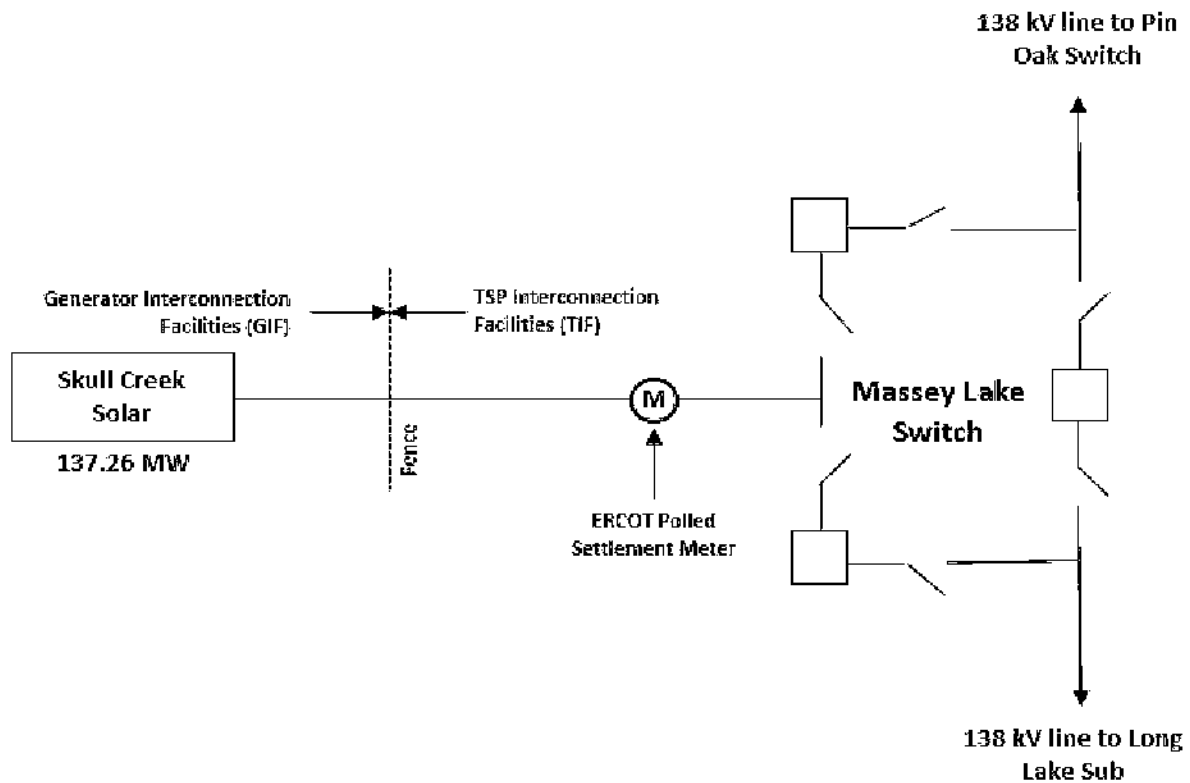 138 kV line to Pin
Oak Switch
Generator Interconnection
Facilities (GIF)
TSP Interconnection
Facilities (TIF)
Skull Creek
Solar
137.26 MW
Fence
M
Massey Lake
Switch
ERCOT Polled
Settlement Meter
138 kV line to Long
Lake Sub